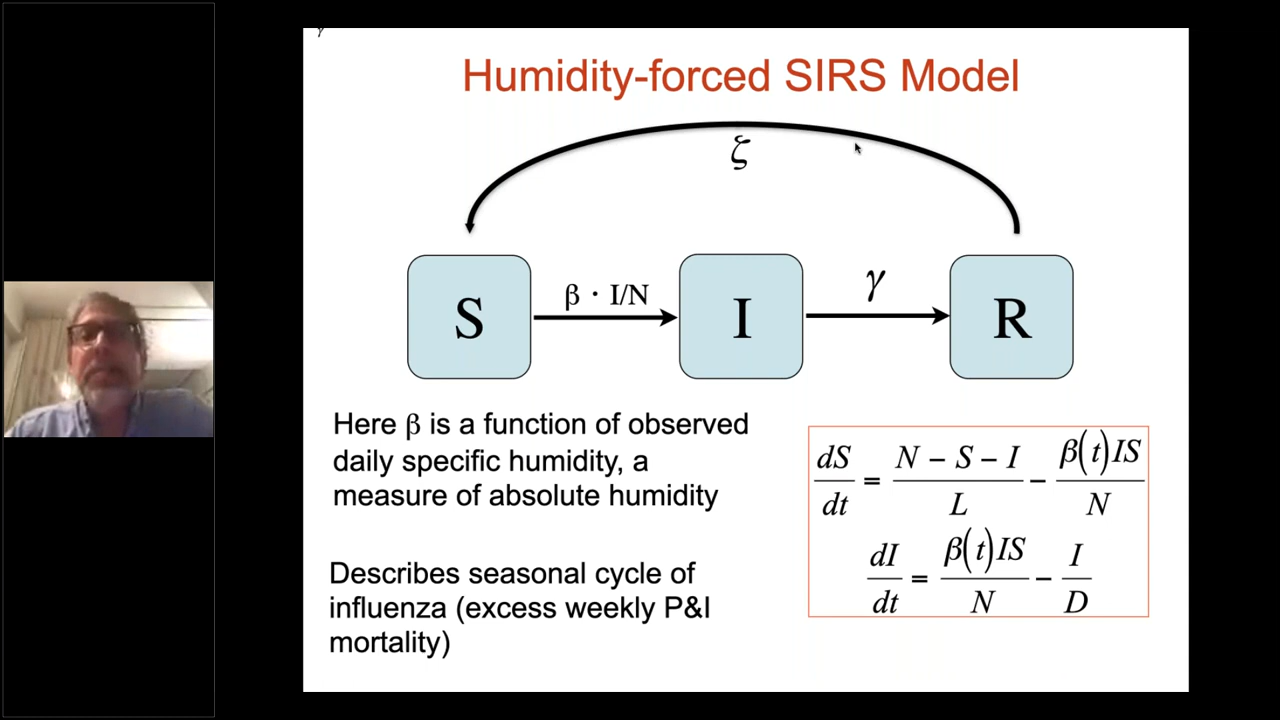 γ
Humidity-forced SIRS Model
ζ
S
β · I/N
I
γ
R
Here β is a function of observed
daily specific humidity, a
measure of absolute humidity
Describes seasonal cycle of
influenza (excess weekly P&I
mortality)
dS/dt = (N – S – I)/L – β(t)IS/N
dI/dt = β(t)IS/N – I/D